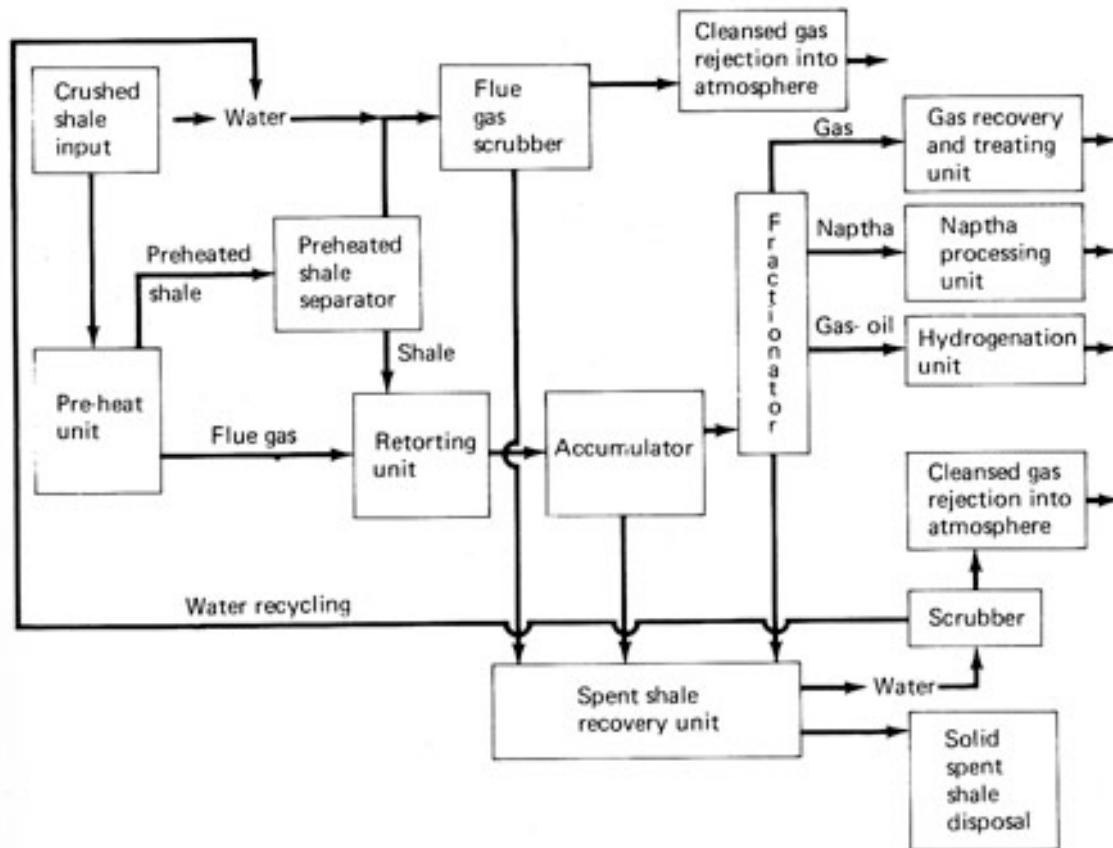 Cleansed gas
rejection into
atmosphere
Crushed
shale
input
Water
Flue
gas
scrubber
Gas
Gas recovery
and treating
unit
Preheated
shale
Preheated
shale
separator
Fractionator
Naptha
Naptha
processing
unit
Shale
Gas-oil
Hydrogenation
unit
Pre-heat
unit
Flue gas
Retorting
unit
Accumulator
Cleansed gas
rejection into
atmosphere
Water recycling
Scrubber
Spent shale
recovery unit
Water
Solid
spent
shale
disposal